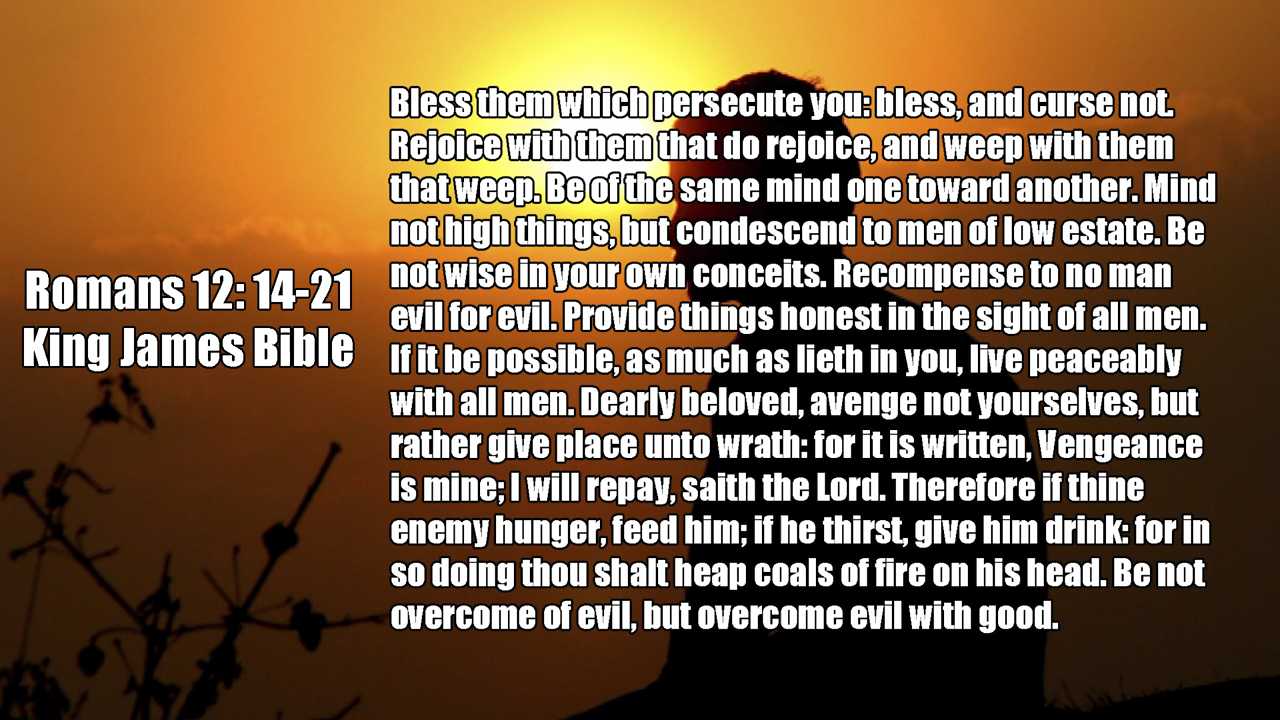 Romans 12: 14-21
King James Bible
Bless them which persecute you: bless, and curse not.
Rejoice with them that do rejoice, and weep with them
that weep. Be of the same mind one toward another. Mind
not high things, but condescend to men of low estate. Be
not wise in your own conceits. Recompense to no man
evil for evil. Provide things honest in the sight of all men.
If it be possible, as much as lieth in you, live peaceably
with all men. Dearly beloved, avenge not yourselves, but
rather give place unto wrath: for it is written, Vengeance
is mine; I will repay, saith the Lord. Therefore if thine
enemy hunger, feed him; if he thirst, give him drink: for in
so doing thou shalt heap coals of fire on his head. Be not
overcome of evil, but overcome evil with good.